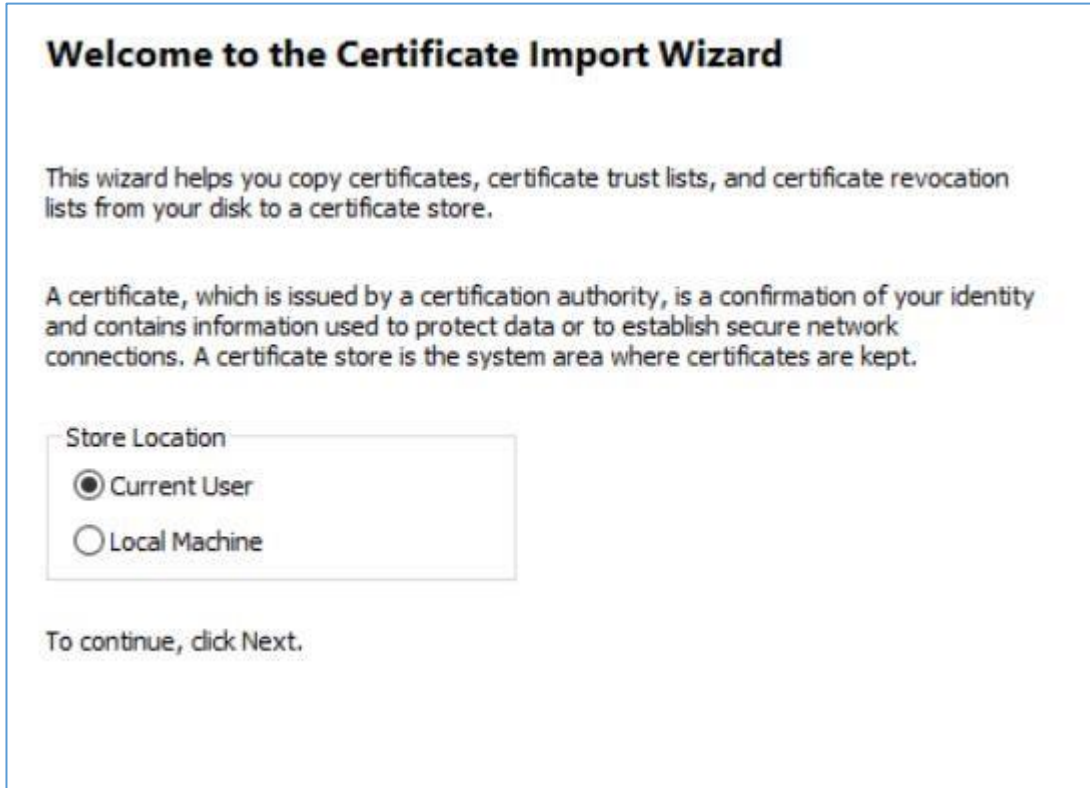 Welcome to the Certificate Import Wizard
This wizard helps you copy certificates, certificate trust lists, and certificate revocation
lists from your disk to a certificate store.
A certificate, which is issued by a certification authority, is a confirmation of your identity
and contains information used to protect data or to establish secure network
connections. A certificate store is the system area where certificates are kept.
Store Location
Current User
Local Machine
To continue, click Next.